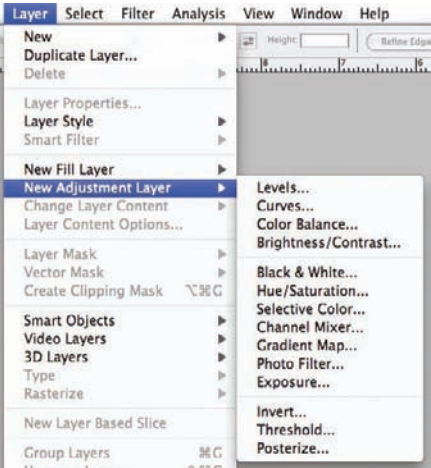 Layer Select Filter Analysis View Window Help
New
Duplicate Layer...
Delete
Height:
Refine Edge
8 7 6
Layer Properties...
Layer Style
Smart Filter
New Fill Layer
New Adjustment Layer
Change Layer Content
Layer Content Options...
Layer Mask
Vector Mask
Create Clipping Mask ⌥⌘G
Smart Objects
Video Layers
3D Layers
Type
Rasterize
New Layer Based Slice
Group Layers ⌘G
Levels...
Curves...
Color Balance...
Brightness/Contrast...
Black & White...
Hue/Saturation...
Selective Color...
Channel Mixer...
Gradient Map...
Photo Filter...
Exposure...
Invert...
Threshold...
Posterize...